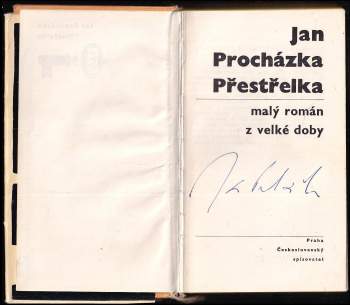 Jan
Procházka
Přestřelka
malý román
z velké doby
Praha
Československý
spisovatel